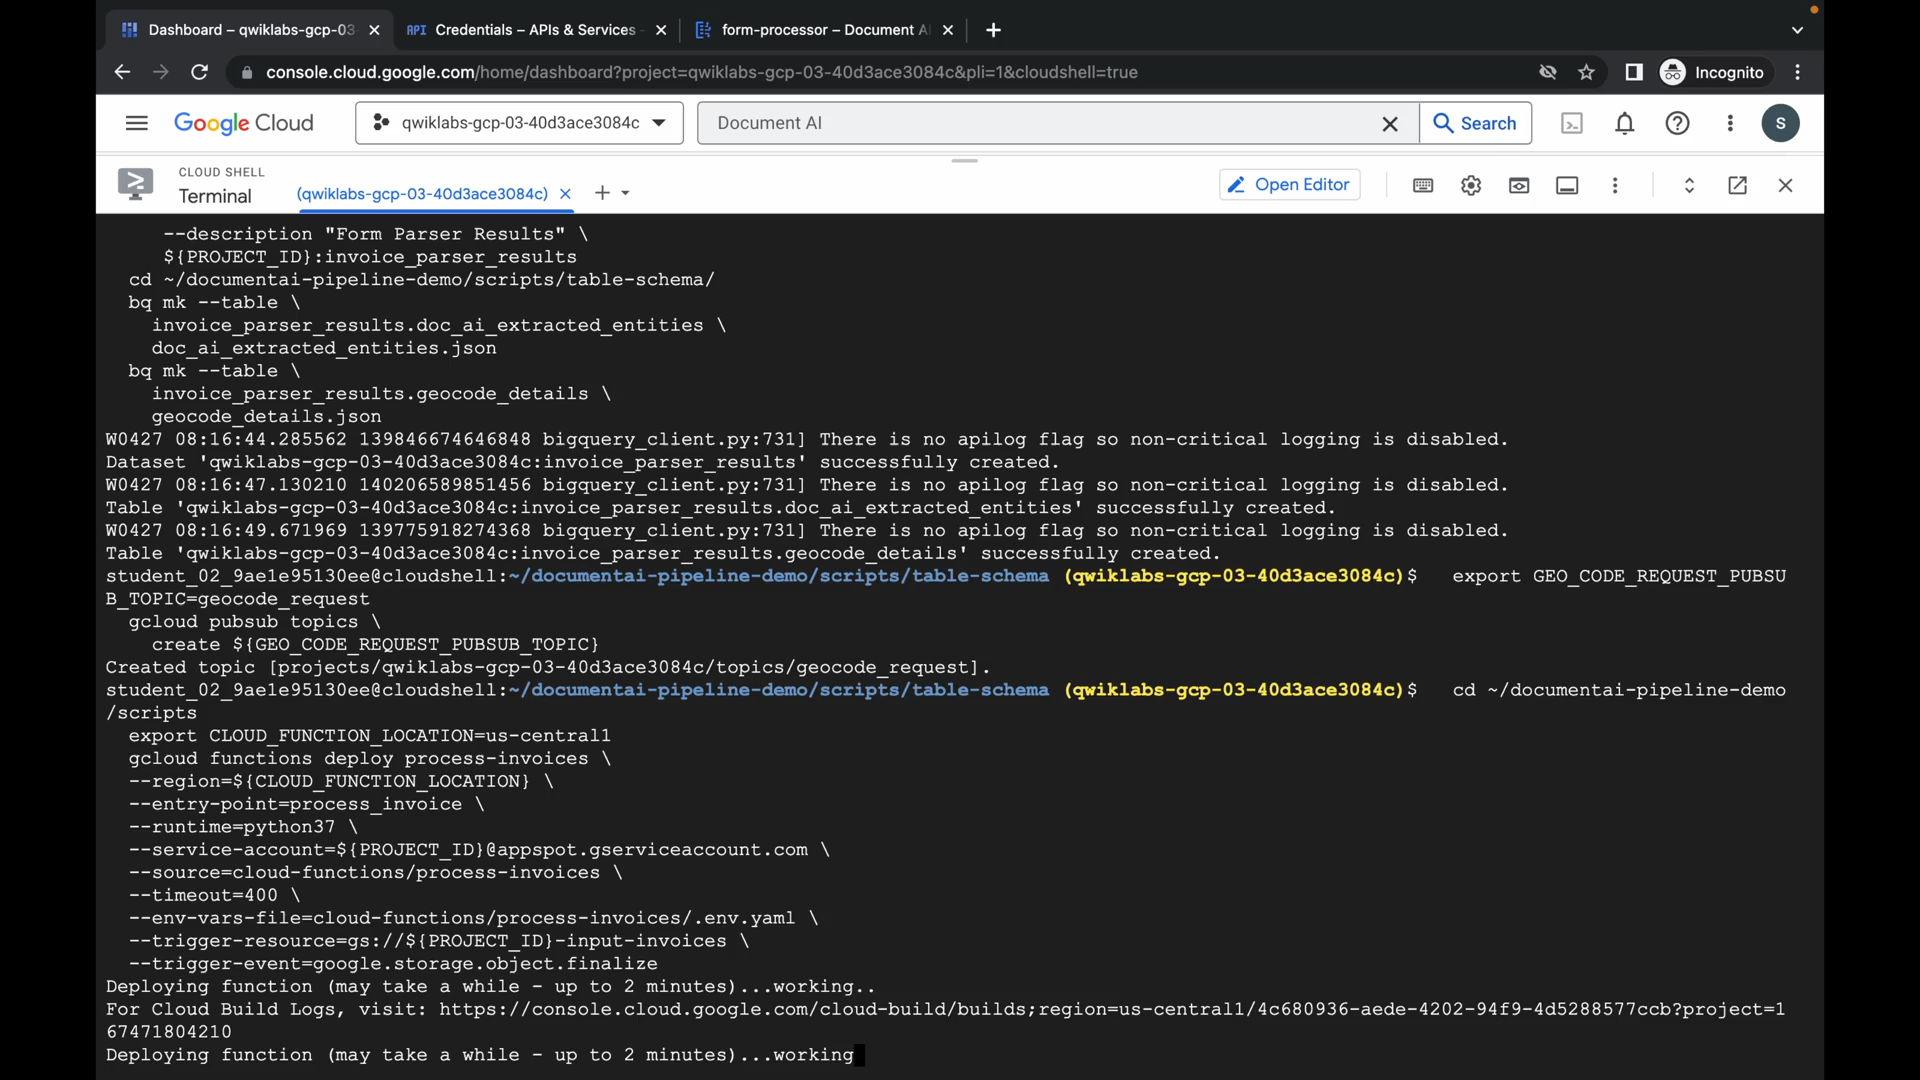 Dashboard – qwiklabs-gcp-03
API Credentials – APIs & Services
form-processor – Document AI
console.cloud.google.com/home/dashboard?project=qwiklabs-gcp-03-40d3ace3084c&pli=1&cloudshell=true
Incognito
Google Cloud
qwiklabs-gcp-03-40d3ace3084c
Document AI
Search
S
CLOUD SHELL
Terminal
(qwiklabs-gcp-03-40d3ace3084c)
Open Editor
--description "Form Parser Results" \
${PROJECT_ID}:invoice_parser_results
cd ~/documentai-pipeline-demo/scripts/table-schema/
bq mk --table \
invoice_parser_results.doc_ai_extracted_entities \
doc_ai_extracted_entities.json
bq mk --table \
invoice_parser_results.geocode_details \
geocode_details.json
W0427 08:16:44.285562 139846674646848 bigquery_client.py:731] There is no apilog flag so non-critical logging is disabled.
Dataset 'qwiklabs-gcp-03-40d3ace3084c:invoice_parser_results' successfully created.
W0427 08:16:47.130210 140206589851456 bigquery_client.py:731] There is no apilog flag so non-critical logging is disabled.
Table 'qwiklabs-gcp-03-40d3ace3084c:invoice_parser_results.doc_ai_extracted_entities' successfully created.
W0427 08:16:49.671969 139775918274368 bigquery_client.py:731] There is no apilog flag so non-critical logging is disabled.
Table 'qwiklabs-gcp-03-40d3ace3084c:invoice_parser_results.geocode_details' successfully created.
student_02_9ae1e95130ee@cloudshell:~/documentai-pipeline-demo/scripts/table-schema (qwiklabs-gcp-03-40d3ace3084c)$ export GEO_CODE_REQUEST_PUBSU
B_TOPIC=geocode_request
gcloud pubsub topics \
create ${GEO_CODE_REQUEST_PUBSUB_TOPIC}
Created topic [projects/qwiklabs-gcp-03-40d3ace3084c/topics/geocode_request].
student_02_9ae1e95130ee@cloudshell:~/documentai-pipeline-demo/scripts/table-schema (qwiklabs-gcp-03-40d3ace3084c)$ cd ~/documentai-pipeline-demo
/scripts
export CLOUD_FUNCTION_LOCATION=us-central1
gcloud functions deploy process-invoices \
--region=${CLOUD_FUNCTION_LOCATION} \
--entry-point=process_invoice \
--runtime=python37 \
--service-account=${PROJECT_ID}@appspot.gserviceaccount.com \
--source=cloud-functions/process-invoices \
--timeout=400 \
--env-vars-file=cloud-functions/process-invoices/.env.yaml \
--trigger-resource=gs://${PROJECT_ID}-input-invoices \
--trigger-event=google.storage.object.finalize
Deploying function (may take a while - up to 2 minutes)...working..
For Cloud Build Logs, visit: https://console.cloud.google.com/cloud-build/builds;region=us-central1/4c680936-aede-4202-94f9-4d5288577ccb?project=1
67471804210
Deploying function (may take a while - up to 2 minutes)...working